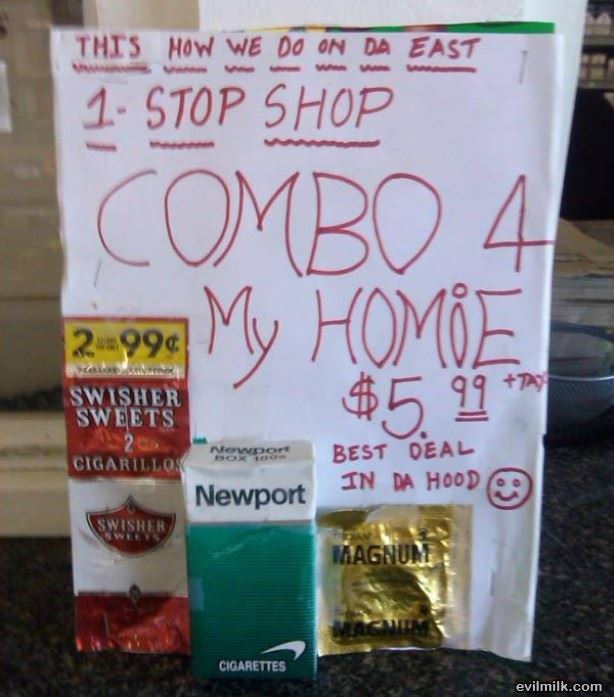 THIS HOW WE DO ON DA EAST
1- STOP SHOP
COMBO 4
My HOMiE
$5.99 + TAX
BEST DEAL
IN DA HOOD
2 99¢
SWISHER
SWEETS
2
CIGARILLOS
SWISHER
SWEETS
Newport
BOX 100s
Newport
CIGARETTES
MAGNUM
MAGNUM
evilmilk.com